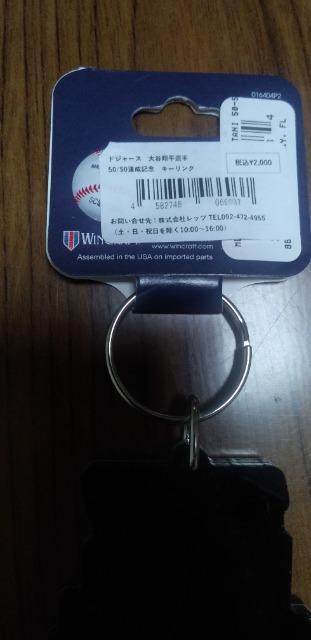 016404P2
ドジャース 大谷翔平選手
50/50達成記念 キーリング
税込¥2,000
お問い合せ先：株式会社レッツ TEL092-472-4955
(土・日・祝日を除く10:00～16:00)
WINCRAFT
www.wincraft.com
Assembled in the USA on imported parts